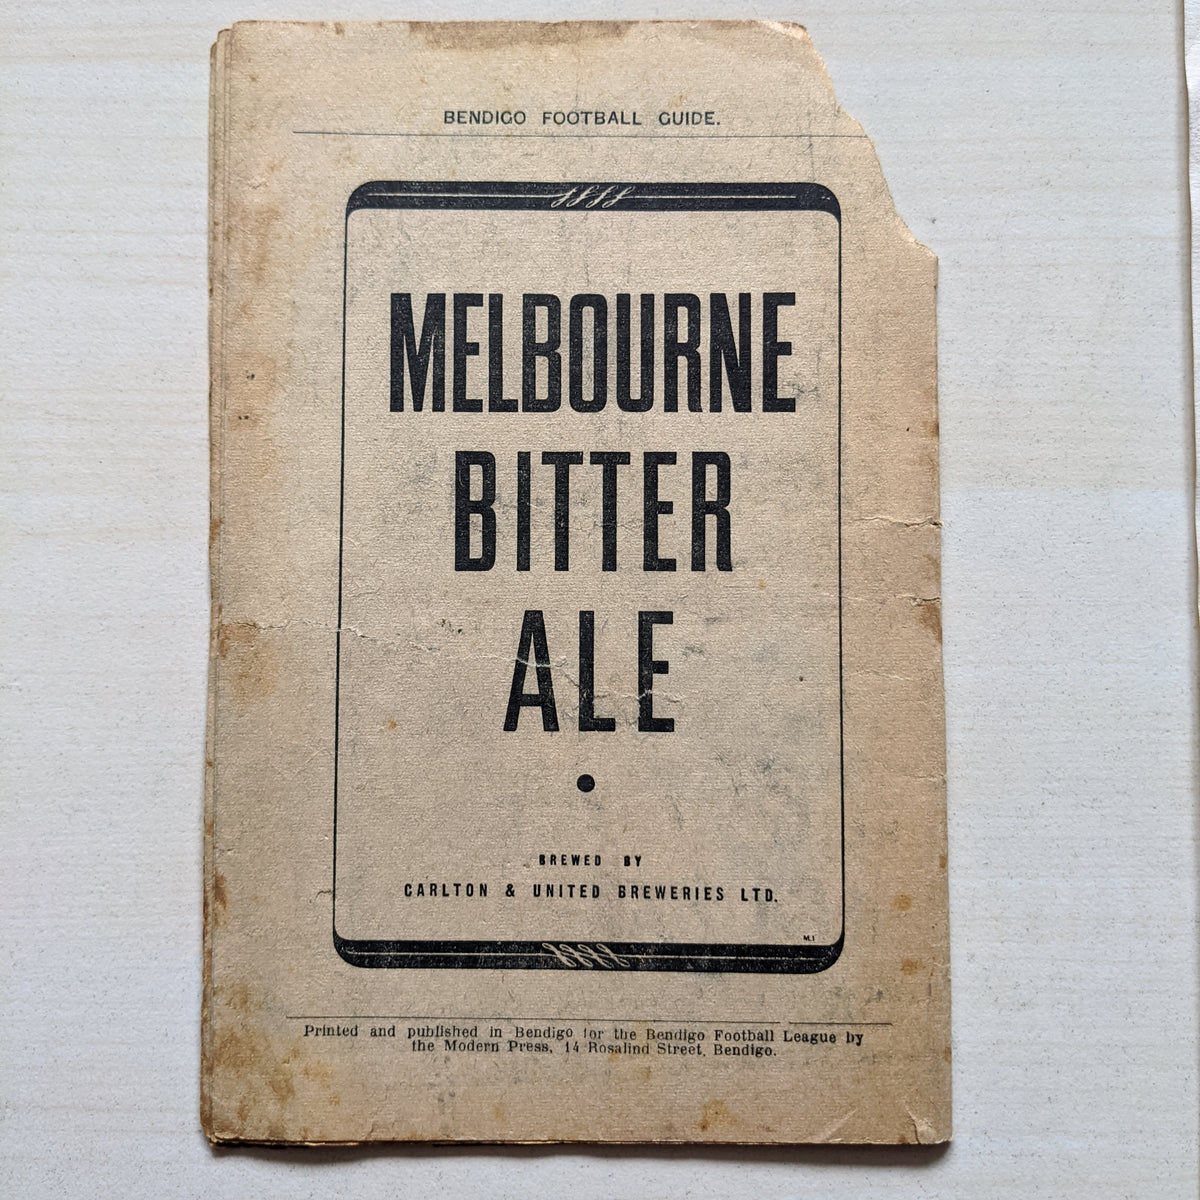 BENDIGO FOOTBALL GUIDE.
MELBOURNE
BITTER
ALE
BREWED BY
CARLTON & UNITED BREWERIES LTD.
M.1
Printed and published in Bendigo for the Bendigo Football League by
the Modern Press, 14 Rosalind Street, Bendigo.